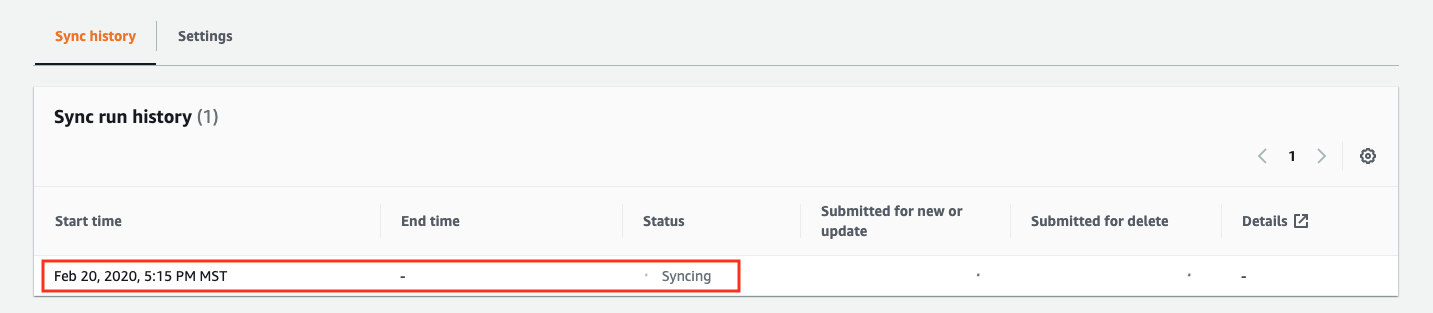 Sync history Settings
Sync run history (1)
1
Start time End time Status Submitted for new or update Submitted for delete Details
Feb 20, 2020, 5:15 PM MST - Syncing -